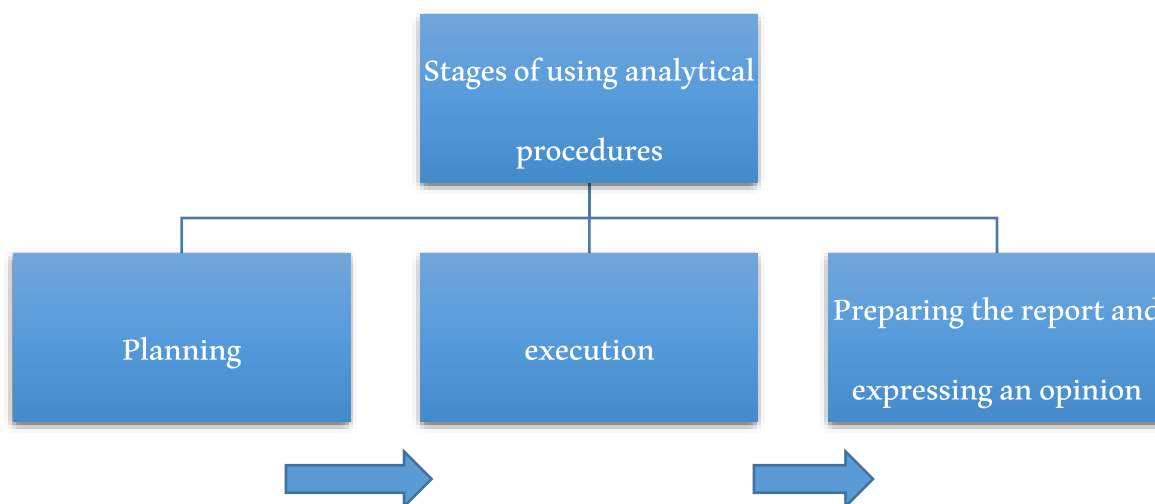 Stages of using analytical
procedures
Planning
execution
Preparing the report and
expressing an opinion